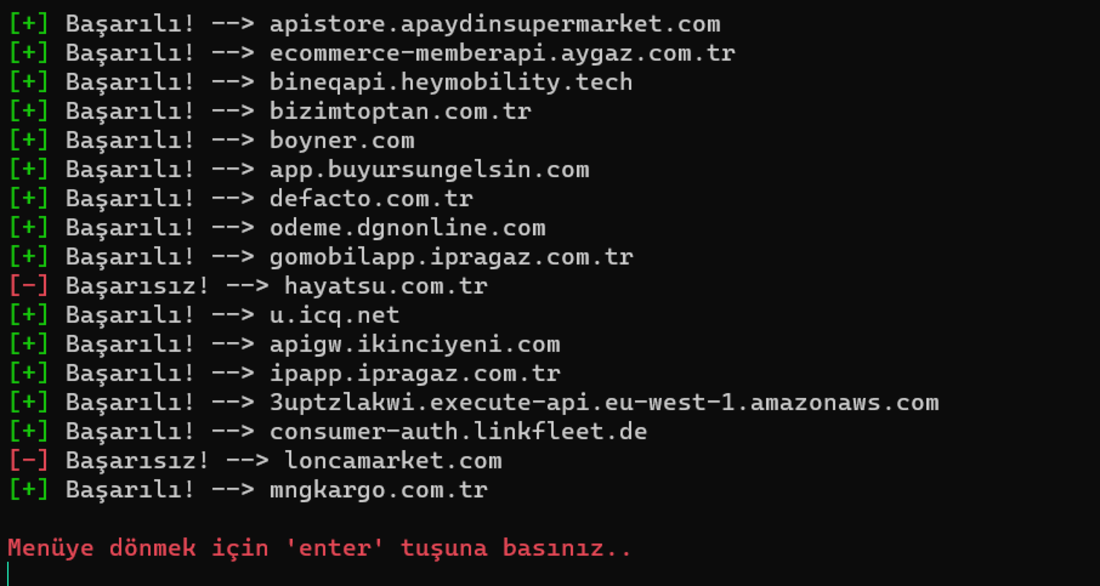 [+] Başarılı! --> apistore.apaydinsupermarket.com
[+] Başarılı! --> ecommerce-memberapi.aygaz.com.tr
[+] Başarılı! --> bineqapi.heymobility.tech
[+] Başarılı! --> bizimtoptan.com.tr
[+] Başarılı! --> boyner.com
[+] Başarılı! --> app.buyursungelsin.com
[+] Başarılı! --> defacto.com.tr
[+] Başarılı! --> odeme.dgnonline.com
[+] Başarılı! --> gomobilapp.ipragaz.com.tr
[-] Başarısız! --> hayatsu.com.tr
[+] Başarılı! --> u.icq.net
[+] Başarılı! --> apigw.ikinciyeni.com
[+] Başarılı! --> ipapp.ipragaz.com.tr
[+] Başarılı! --> 3uptzlakwi.execute-api.eu-west-1.amazonaws.com
[+] Başarılı! --> consumer-auth.linkfleet.de
[-] Başarısız! --> loncamarket.com
[+] Başarılı! --> mngkargo.com.tr
Menüye dönmek için 'enter' tuşuna basınız..